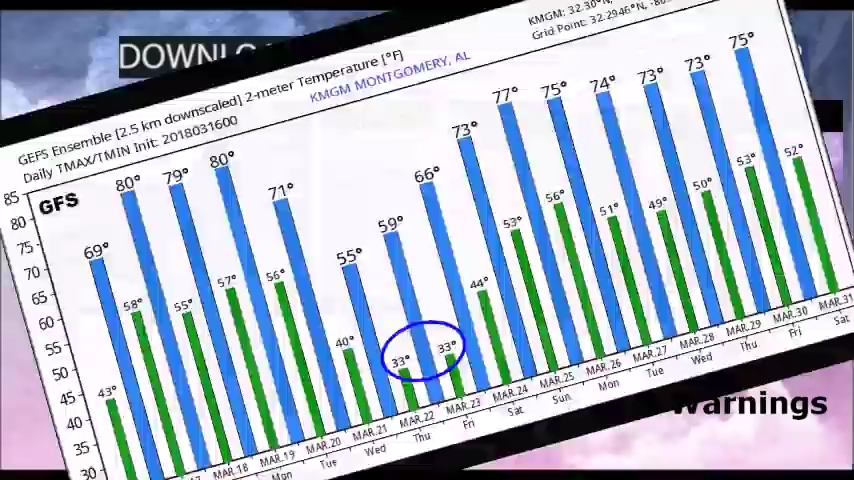 KMGM: 32.30°N,
Grid Point: 32.2946°N,
DOWNLO
GEFS Ensemble [2.5 km downscaled] 2-meter Temperature [°F]
Daily TMAX/TMIN Init: 2018031600
KMGM MONTGOMERY, AL
GFS
85
80
75
70
65
60
55
50
45
40
35
30
69° 80° 79° 80° 71° 55° 59° 66° 73° 77° 75° 74° 73° 73° 75°
43° 58° 55° 57° 56° 40° 33° 33° 44° 53° 56° 51° 49° 50° 53° 52°
MAR.18 MAR.19 MAR.20 MAR.21 MAR.22 MAR.23 MAR.24 MAR.25 MAR.26 MAR.27 MAR.28 MAR.29 MAR.30 MAR.31
Mon Tue Wed Thu Fri Sat Sun Mon Tue Wed Thu Fri Sat
warnings